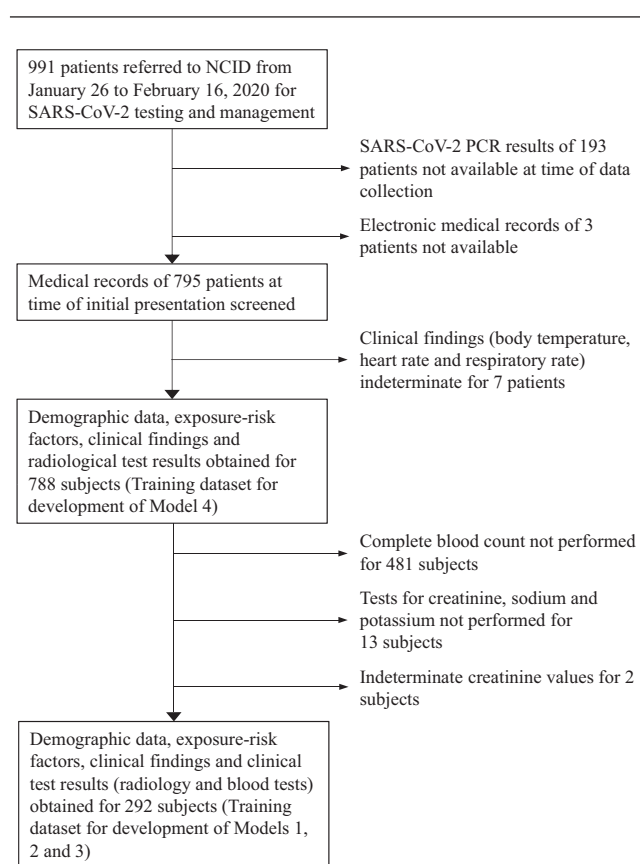 991 patients referred to NCID from
January 26 to February 16, 2020 for
SARS-CoV-2 testing and management
SARS-CoV-2 PCR results of 193
patients not available at time of data
collection
Electronic medical records of 3
patients not available
Medical records of 795 patients at
time of initial presentation screened
Clinical findings (body temperature,
heart rate and respiratory rate)
indeterminate for 7 patients
Demographic data, exposure-risk
factors, clinical findings and
radiological test results obtained for
788 subjects (Training dataset for
development of Model 4)
Complete blood count not performed
for 481 subjects
Tests for creatinine, sodium and
potassium not performed for
13 subjects
Indeterminate creatinine values for 2
subjects
Demographic data, exposure-risk
factors, clinical findings and clinical
test results (radiology and blood tests)
obtained for 292 subjects (Training
dataset for development of Models 1,
2 and 3)